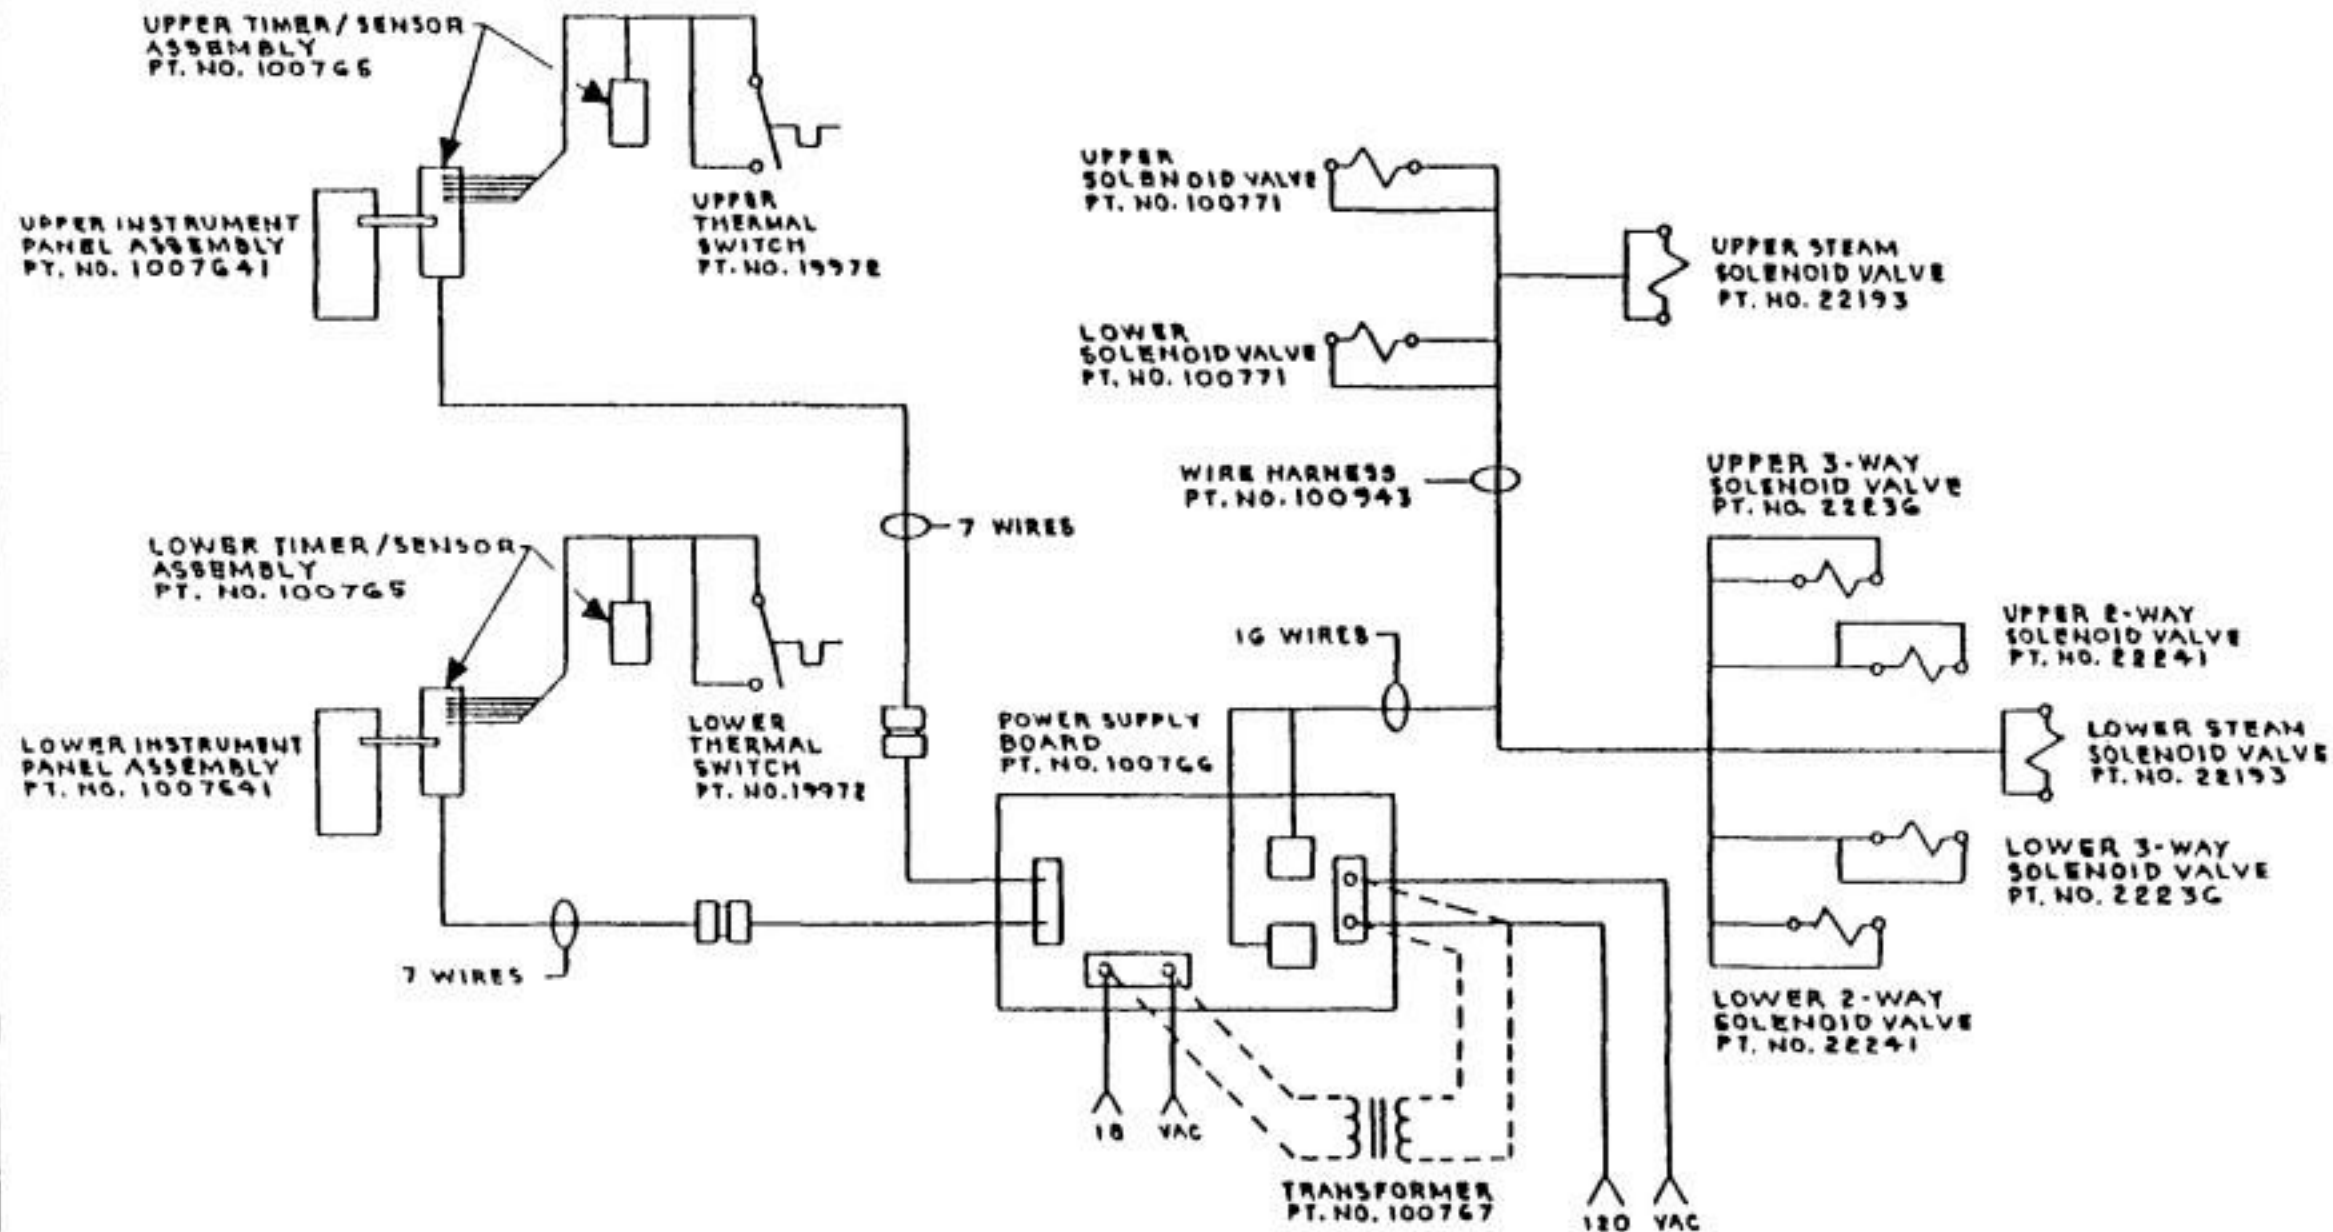 UPPER TIMER/SENSOR
ASSEMBLY
PT. NO. 100765
UPPER INSTRUMENT
PANEL ASSEMBLY
PT. NO. 1007641
UPPER
THERMAL
SWITCH
PT. NO. 19972
UPPER
SOLENOID VALVE
PT. NO. 100771
UPPER STEAM
SOLENOID VALVE
PT. NO. 22193
LOWER
SOLENOID VALVE
PT. NO. 100771
WIRE HARNESS
PT. NO. 100943
7 WIRES
UPPER 3-WAY
SOLENOID VALVE
PT. NO. 22236
LOWER TIMER/SENSOR
ASSEMBLY
PT. NO. 100765
16 WIRES
UPPER 2-WAY
SOLENOID VALVE
PT. NO. 22241
LOWER INSTRUMENT
PANEL ASSEMBLY
PT. NO. 1007641
LOWER
THERMAL
SWITCH
PT. NO. 19972
POWER SUPPLY
BOARD
PT. NO. 100766
LOWER STEAM
SOLENOID VALVE
PT. NO. 22193
LOWER 3-WAY
SOLENOID VALVE
PT. NO. 22236
7 WIRES
LOWER 2-WAY
SOLENOID VALVE
PT. NO. 22241
18 VAC
TRANSFORMER
PT. NO. 100767
120 VAC